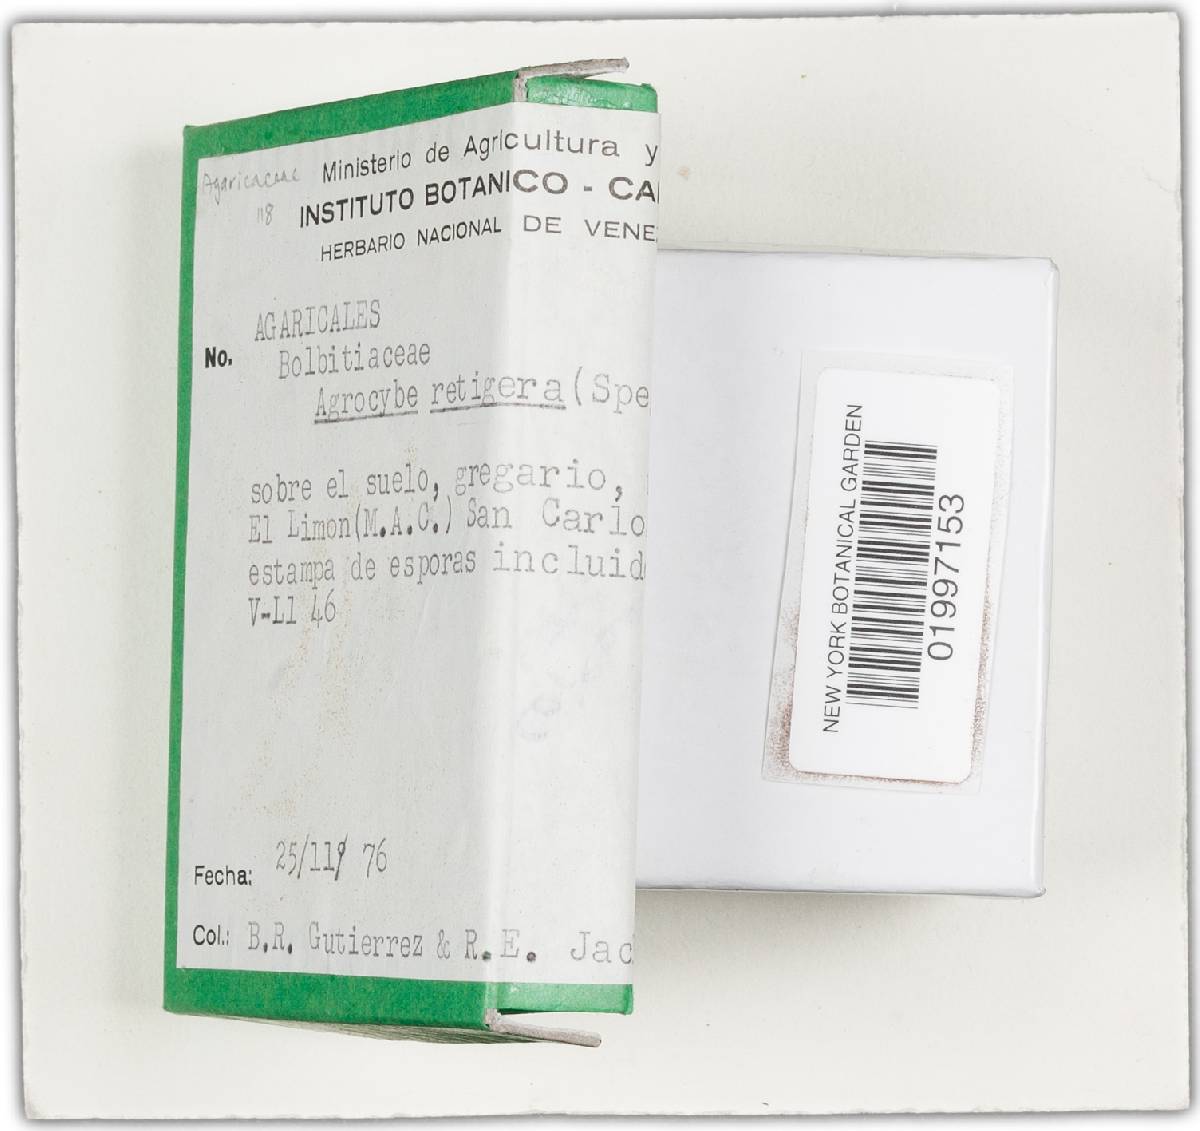 Agaricaceae
118
Ministerio de Agricultura y
INSTITUTO BOTANICO - CA
HERBARIO NACIONAL DE VENE
AGARICALES
No.
Bolbitiaceae
Agrocybe retigera (Spe
sobre el suelo, gregario,
El Limon(M.A.C.) San Carlo
estampa de esporas incluid
V-L1 46
Fecha: 25/11/ 76
Col.: B.R. Gutierrez & R.E. Jac
NEW YORK BOTANICAL GARDEN
01997153